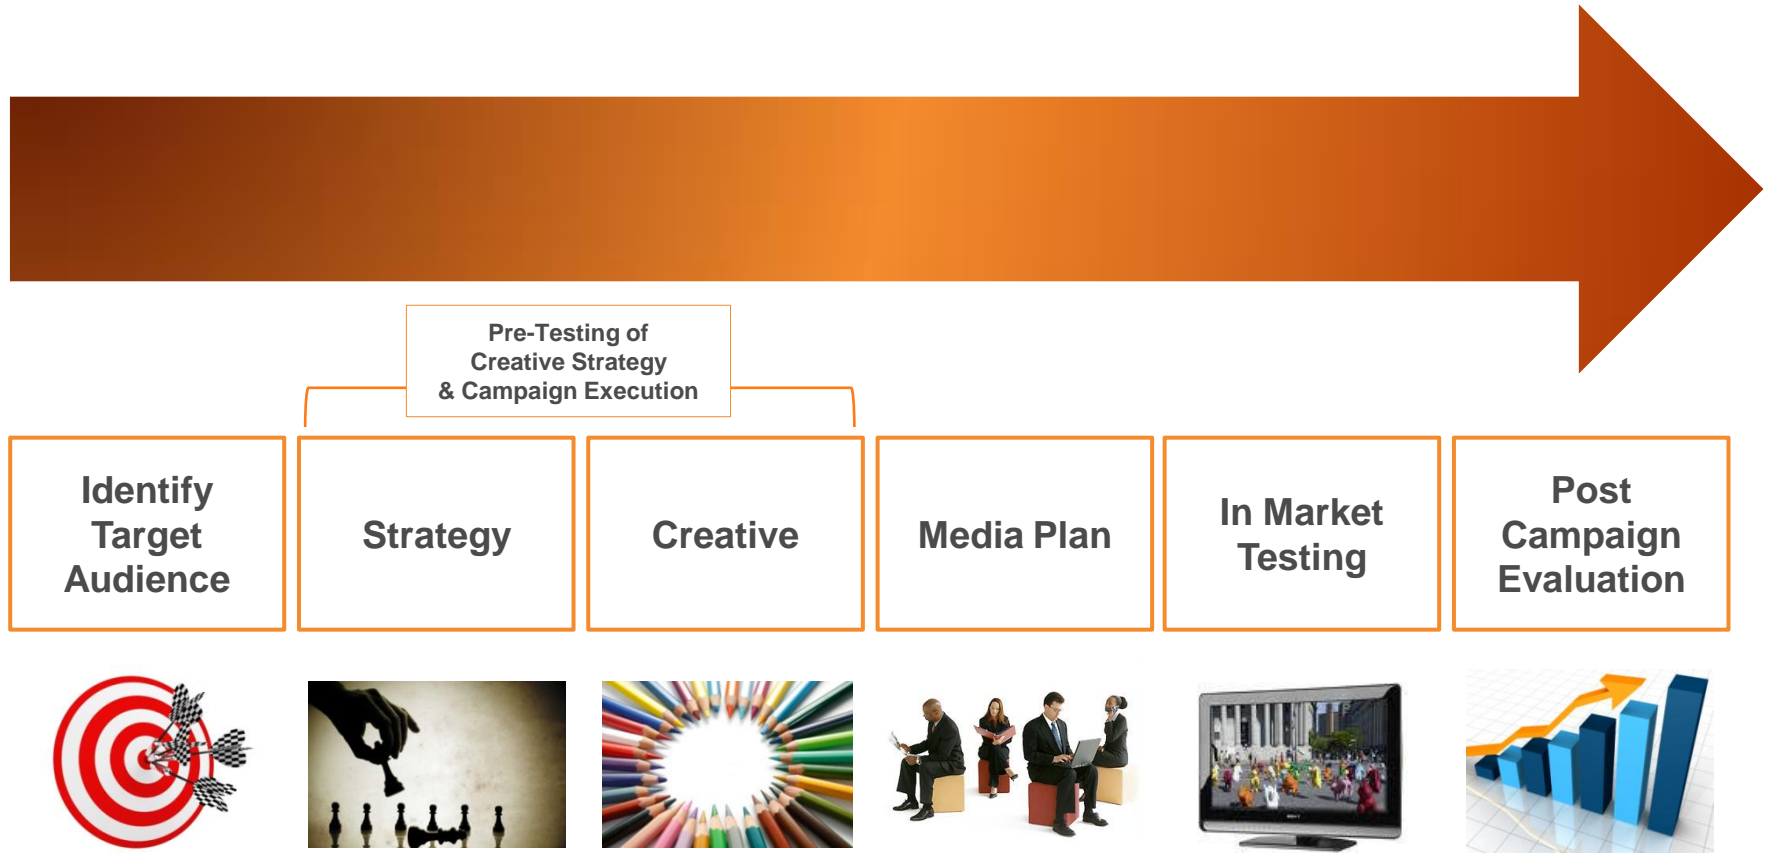 Pre-Testing of
Creative Strategy
& Campaign Execution
Identify
Target
Audience
Strategy
Creative
Media Plan
In Market
Testing
Post
Campaign
Evaluation
SONY